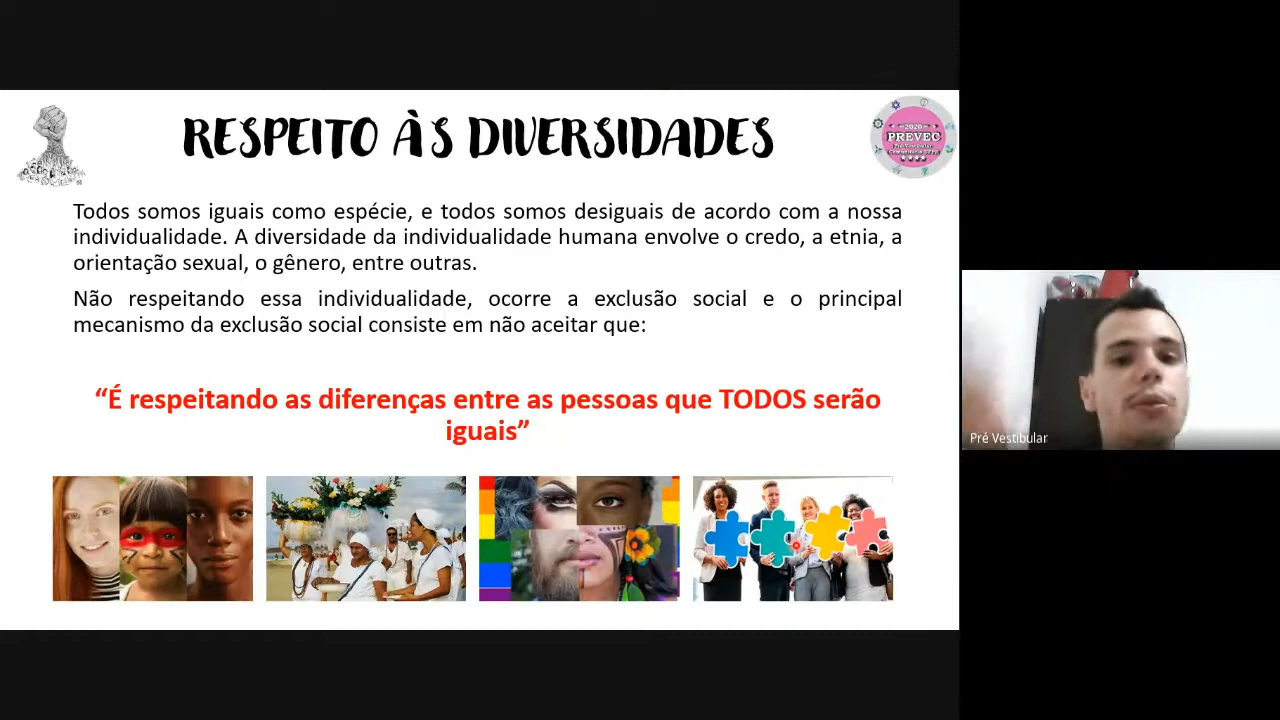 RESPEITO ÀS DIVERSIDADES
2020
PREVEC
Todos somos iguais como espécie, e todos somos desiguais de acordo com a nossa
individualidade. A diversidade da individualidade humana envolve o credo, a etnia, a
orientação sexual, o gênero, entre outras.
Não respeitando essa individualidade, ocorre a exclusão social e o principal
mecanismo da exclusão social consiste em não aceitar que:
“É respeitando as diferenças entre as pessoas que TODOS serão
iguais”
Pré Vestibular